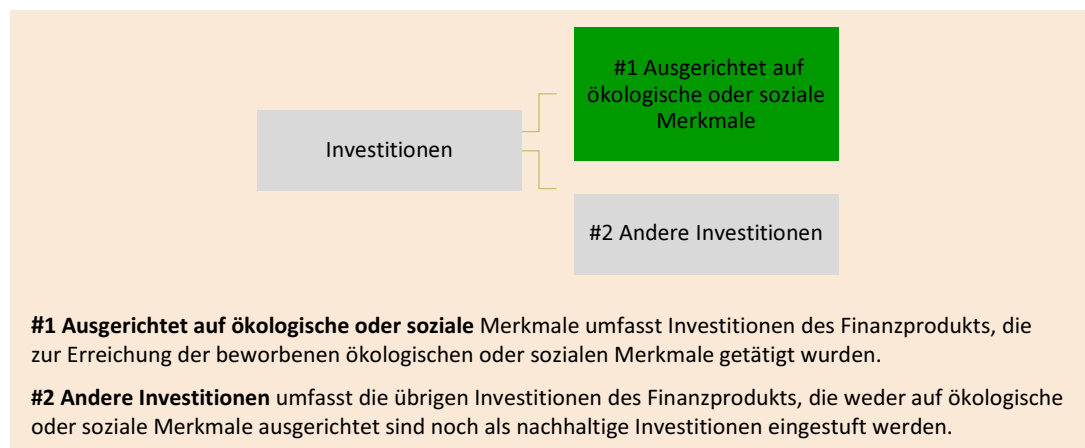 #1 Ausgerichtet auf
ökologische oder soziale
Merkmale
Investitionen
#2 Andere Investitionen
#1 Ausgerichtet auf ökologische oder soziale Merkmale umfasst Investitionen des Finanzprodukts, die
zur Erreichung der beworbenen ökologischen oder sozialen Merkmale getätigt wurden.
#2 Andere Investitionen umfasst die übrigen Investitionen des Finanzprodukts, die weder auf ökologische
oder soziale Merkmale ausgerichtet sind noch als nachhaltige Investitionen eingestuft werden.